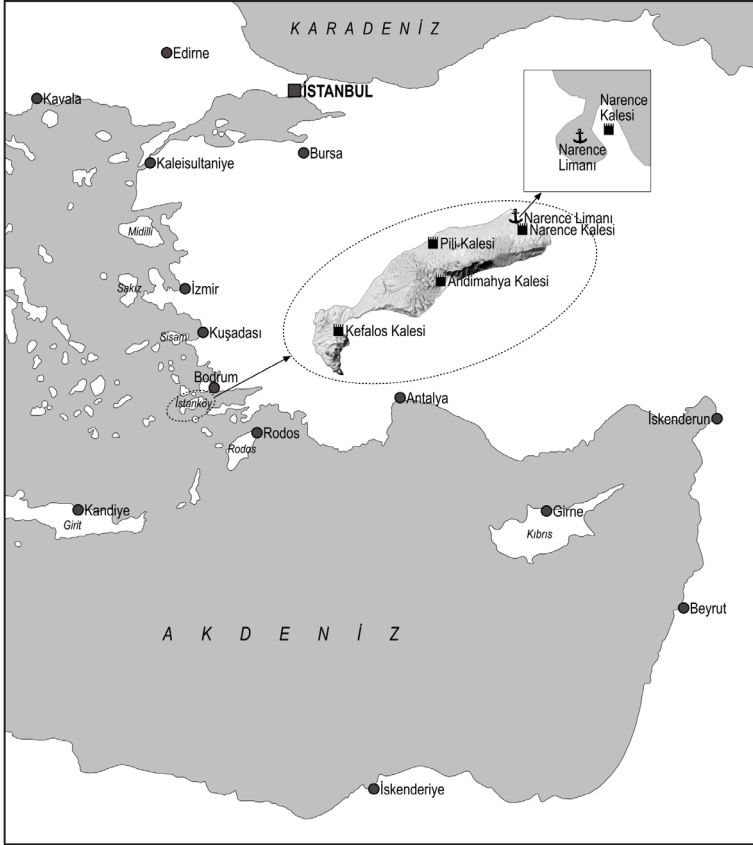 KARADENİZ
Edirne
İSTANBUL
Kavala
Narence
Kalesi
Narence
Limanı
Bursa
Kaleisultaniye
Narence Limanı
Narence Kalesi
Midilli
Pili Kalesi
Andimahya Kalesi
Sakız
İzmir
Kefalos Kalesi
Sisam
Kuşadası
Bodrum
İstanköy
Antalya
İskenderun
Rodos
Rodos
Kandiye
Girit
Girne
Kıbrıs
Beyrut
AKDENİZ
İskenderiye